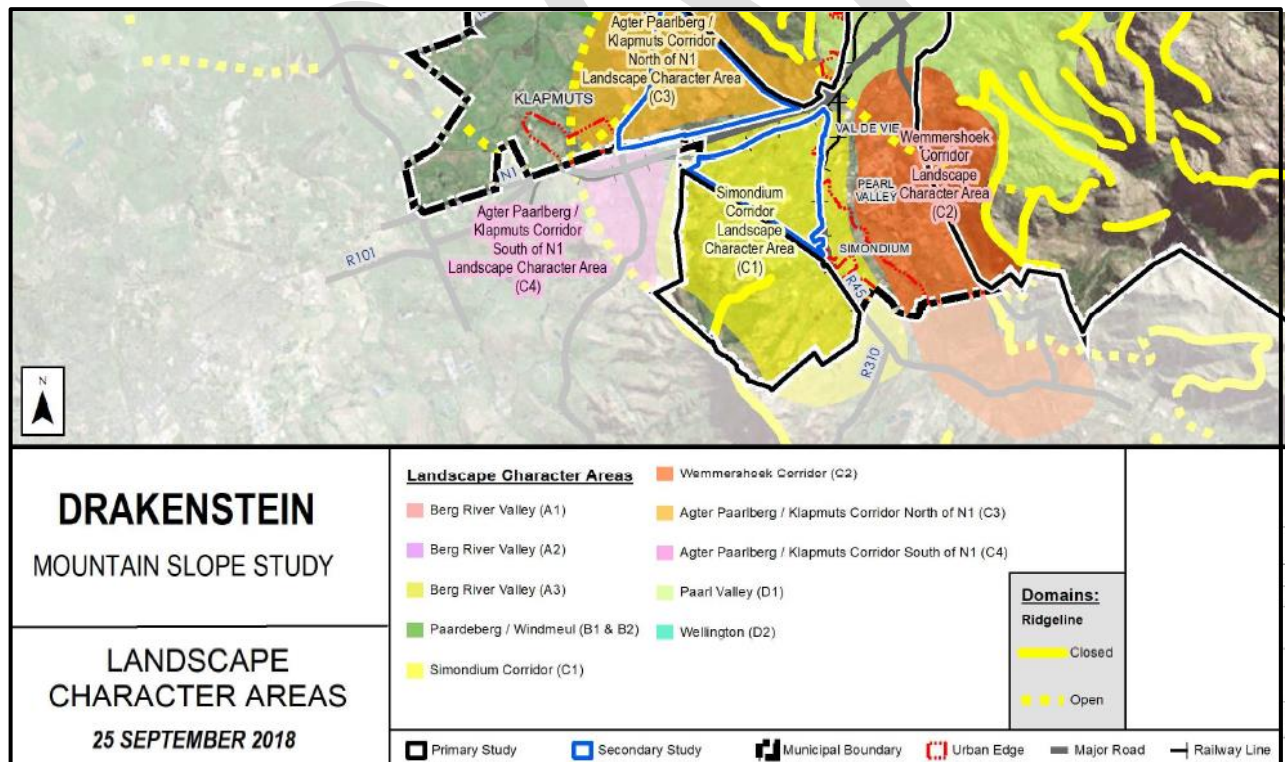 Agter Paarlberg /
Klapmuts Corridor
North of N1
Landscape Character Area
(C3)
KLAPMUTS
VAL DE VIE
Wemmershoek
Corridor
Landscape
Character Area
(C2)
PEARL
VALLEY
Simondium
Corridor
Landscape
Character Area
(C1)
SIMONDIUM
N1
Agter Paarlberg /
Klapmuts Corridor
South of N1
Landscape Character Area
(C4)
R101
R45
R310
N
DRAKENSTEIN
MOUNTAIN SLOPE STUDY
LANDSCAPE
CHARACTER AREAS
25 SEPTEMBER 2018
Landscape Character Areas
Berg River Valley (A1)
Berg River Valley (A2)
Berg River Valley (A3)
Paardeberg / Windmeul (B1 & B2)
Simondium Corridor (C1)
Wemmershoek Corridor (C2)
Agter Paarlberg / Klapmuts Corridor North of N1 (C3)
Agter Paarlberg / Klapmuts Corridor South of N1 (C4)
Paarl Valley (D1)
Wellington (D2)
Domains:
Ridgeline
Closed
Open
Primary Study
Secondary Study
Municipal Boundary
Urban Edge
Major Road
Railway Line